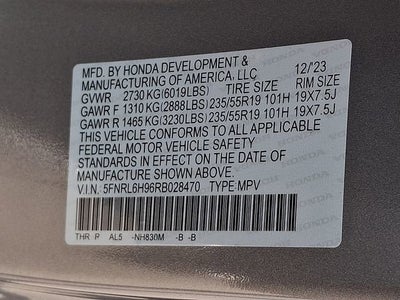 MFD. BY HONDA DEVELOPMENT &
MANUFACTURING OF AMERICA, LLC 12/'23
GVWR 2730 KG(6019LBS) TIRE SIZE RIM SIZE
GAWR F 1310 KG(2888LBS) 235/55R19 101H 19X7.5J
GAWR R 1465 KG(3230LBS) 235/55R19 101H 19X7.5J
THIS VEHICLE CONFORMS TO ALL APPLICABLE
FEDERAL MOTOR VEHICLE SAFETY
STANDARDS IN EFFECT ON THE DATE OF
MANUFACTURE SHOWN ABOVE.
V.I.N.: 5FNRL6H96RB028470 TYPE:MPV
THR R AL5 -NH830M -B -B